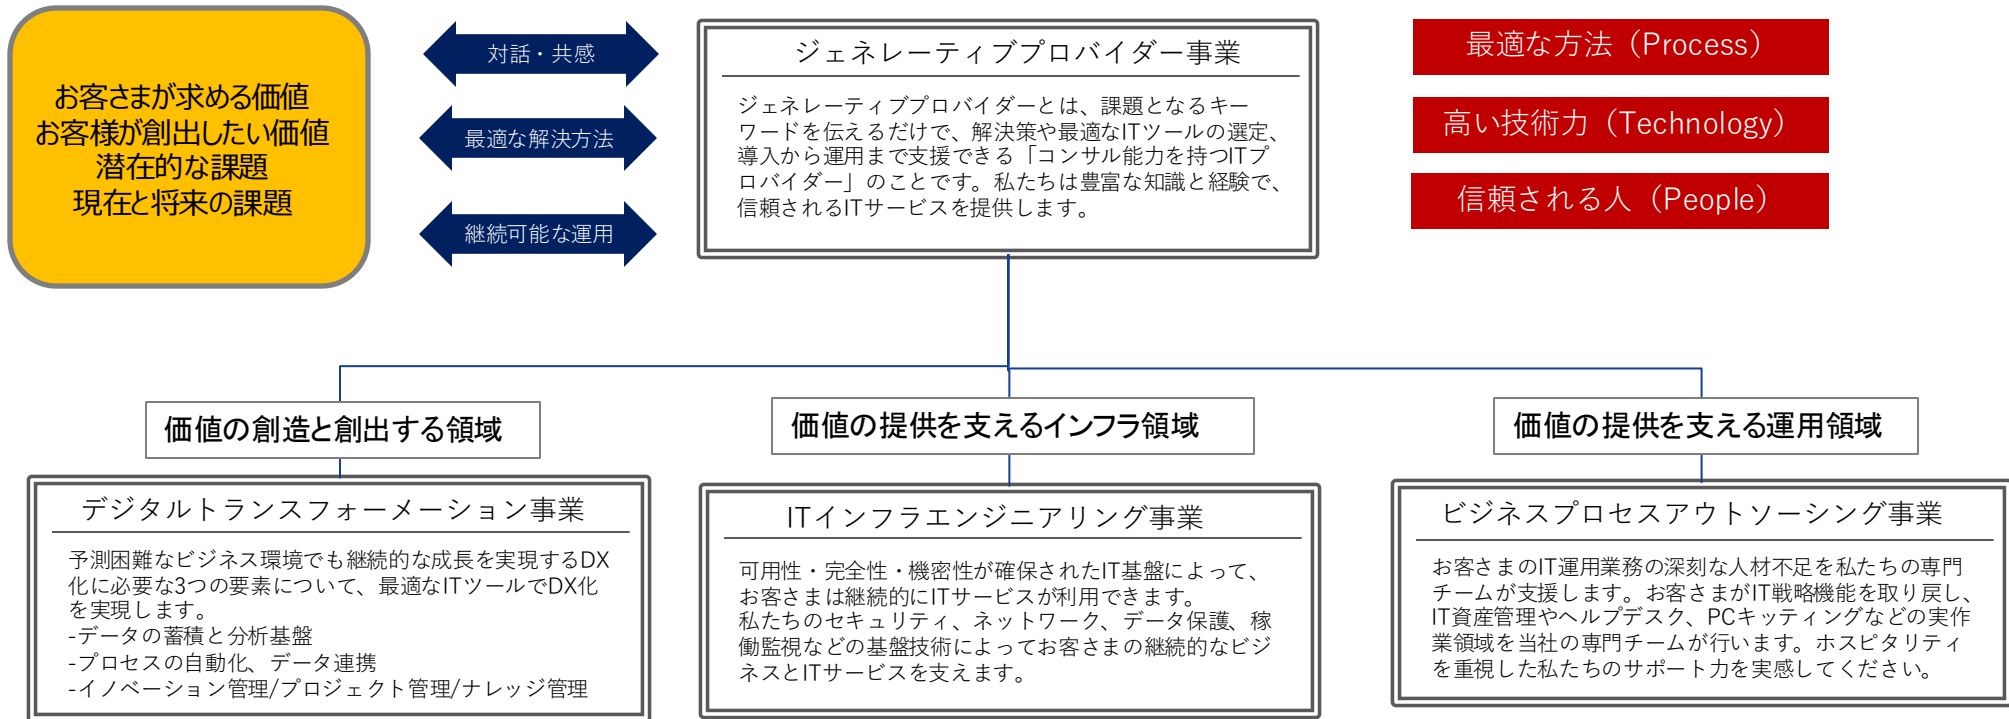 お客さまが求める価値
お客様が創出したい価値
潜在的な課題
現在と将来の課題
対話・共感
最適な解決方法
継続可能な運用
ジェネレーティブプロバイダー事業
ジェネレーティブプロバイダーとは、課題となるキー
ワードを伝えるだけで、解決策や最適なITツールの選定、
導入から運用まで支援できる「コンサル能力を持つITプ
ロバイダー」のことです。私たちは豊富な知識と経験で、
信頼されるITサービスを提供します。
最適な方法（Process）
高い技術力（Technology）
信頼される人（People）
価値の創造と創出する領域
デジタルトランスフォーメーション事業
予測困難なビジネス環境でも継続的な成長を実現するDX
化に必要な3つの要素について、最適なITツールでDX化
を実現します。
-データの蓄積と分析基盤
-プロセスの自動化、データ連携
-イノベーション管理/プロジェクト管理/ナレッジ管理
価値の提供を支えるインフラ領域
ITインフラエンジニアリング事業
可用性・完全性・機密性が確保されたIT基盤によって、
お客さまは継続的にITサービスが利用できます。
私たちのセキュリティ、ネットワーク、データ保護、稼
働監視などの基盤技術によってお客さまの継続的なビジ
ネスとITサービスを支えます。
価値の提供を支える運用領域
ビジネスプロセスアウトソーシング事業
お客さまのIT運用業務の深刻な人材不足を私たちの専門
チームが支援します。お客さまがIT戦略機能を取り戻し、
IT資産管理やヘルプデスク、PCキッティングなどの実作
業領域を当社の専門チームが行います。ホスピタリティ
を重視した私たちのサポート力を実感してください。